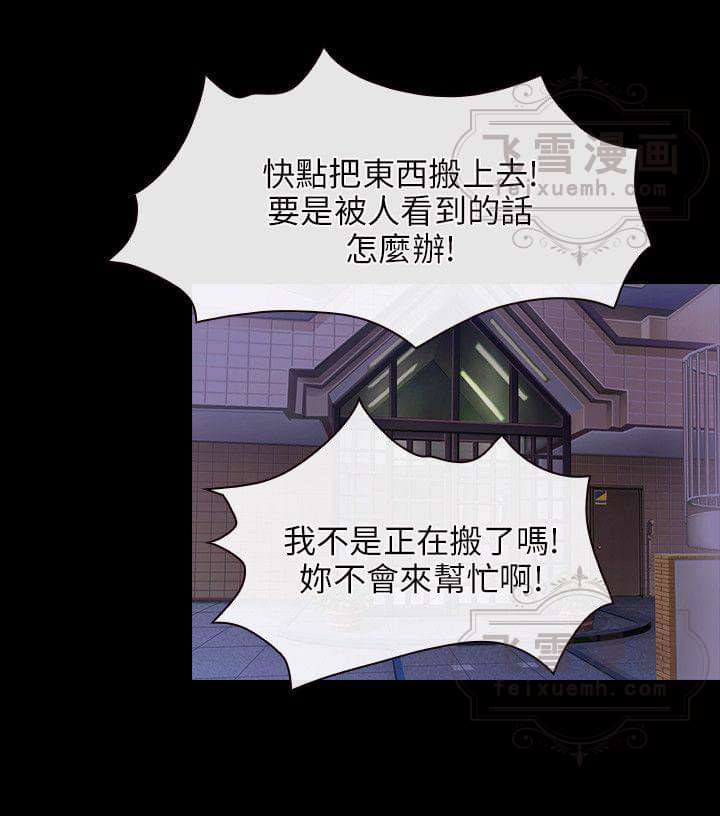 飞雪漫画
feixuemh.com
快點把東西搬上去!
要是被人看到的話
怎麼辦!
我不是正在搬了嗎!
妳不會來幫忙啊!
飞雪漫画
feixuemh.com